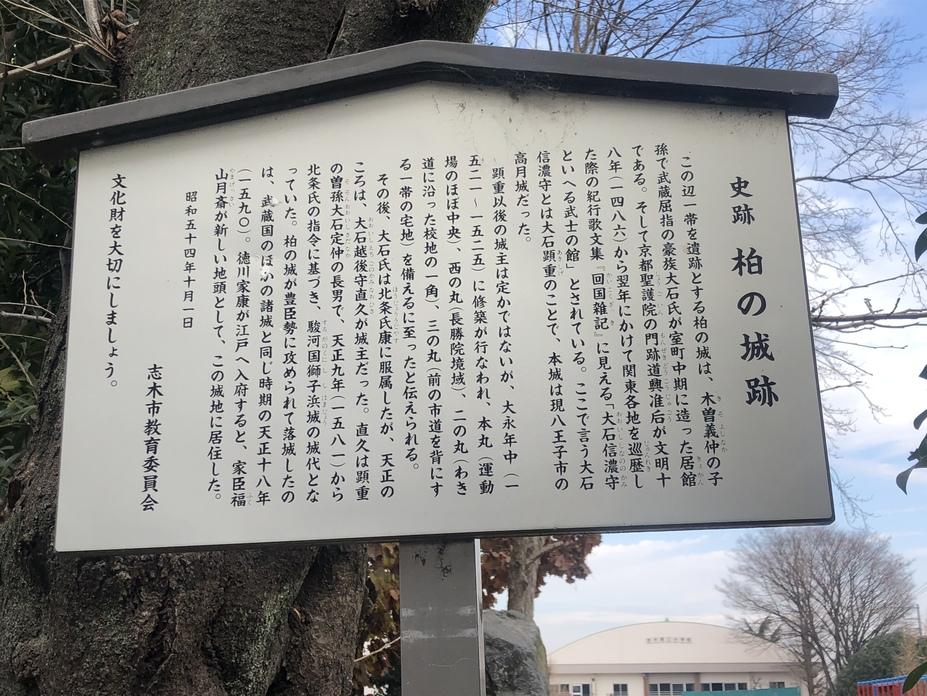 史跡 柏の城跡
この辺一帯を遺跡とする柏の城は、木曽義仲の子
孫で武蔵屈指の豪族大石氏が室町中期に造った居館
である。そして京都聖護院の門跡道興准后が文明十
八年（一四八六）から翌年にかけて関東各地を巡歴し
た際の紀行歌文集『回国雑記』に見える「大石信濃守
といへる武士の館」とされている。ここで言う大石
信濃守とは大石顕重のことで、本城は現八王子市の
高月城だった。
顕重以後の城主は定かではないが、大永年中（一
五二一～一五二五）に修築が行なわれ、本丸（運動
場のほぼ中央）、西の丸（長勝院境域）、二の丸（わき
道に沿った校地の一角）、三の丸（前の市道を背にす
る一帯の宅地）を備えるに至ったと伝えられる。
その後、大石氏は北条氏康に服属したが、天正の
ころは、大石越後守直久が城主だった。直久は顕重
の曽孫大石定仲の長男で、天正九年（一五八一）から
北条氏の指令に基づき、駿河国獅子浜城の城代とな
っていた。柏の城が豊臣勢に攻められて落城したの
は、武蔵国のほかの諸城と同じ時期の天正十八年
（一五九〇）。徳川家康が江戸へ入府すると、家臣福
山月斎が新しい地頭として、この城地に居住した。
昭和五十四年十月一日
志木市教育委員会
文化財を大切にしましょう。